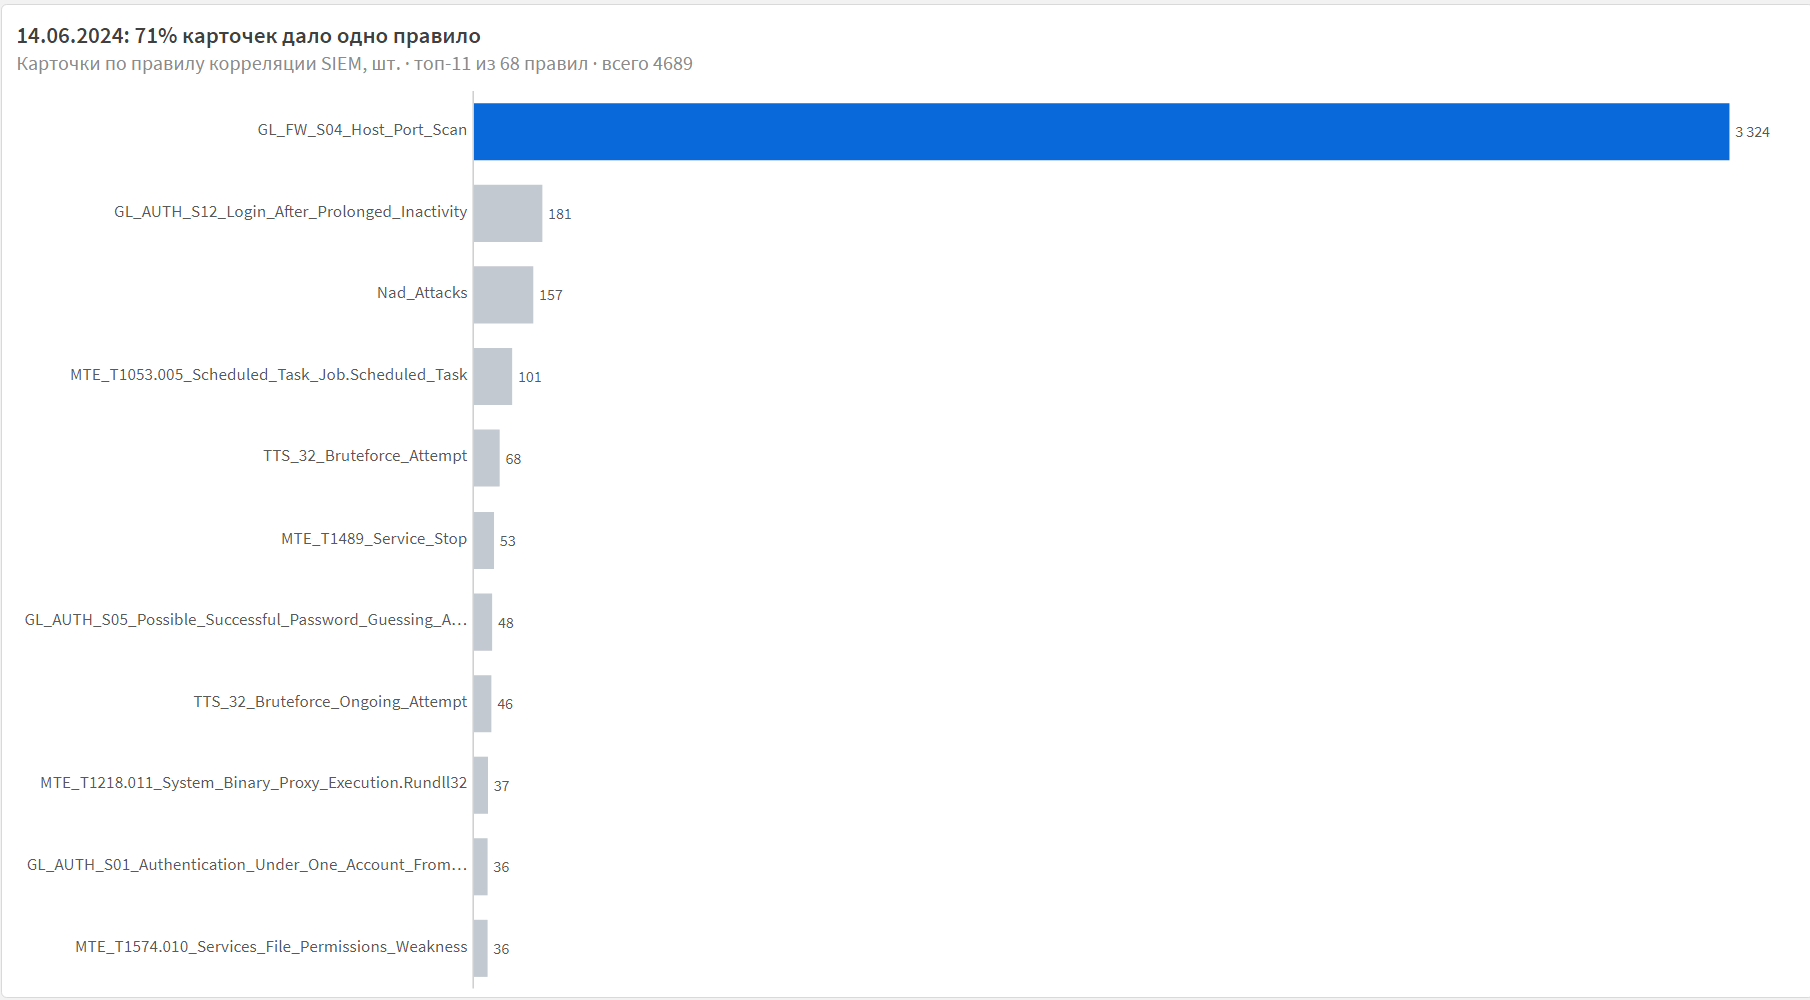 14.06.2024: 71% карточек дало одно правило
Карточки по правилу корреляции SIEM, шт. · топ-11 из 68 правил · всего 4689
GL_FW_S04_Host_Port_Scan 3 324
GL_AUTH_S12_Login_After_Prolonged_Inactivity 181
Nad_Attacks 157
MTE_T1053.005_Scheduled_Task_Job.Scheduled_Task 101
TTS_32_Bruteforce_Attempt 68
MTE_T1489_Service_Stop 53
GL_AUTH_S05_Possible_Successful_Password_Guessing_A… 48
TTS_32_Bruteforce_Ongoing_Attempt 46
MTE_T1218.011_System_Binary_Proxy_Execution.Rundll32 37
GL_AUTH_S01_Authentication_Under_One_Account_From… 36
MTE_T1574.010_Services_File_Permissions_Weakness 36